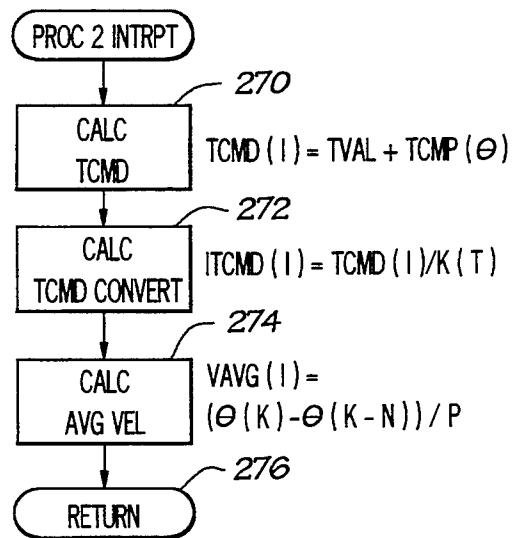 PROC 2 INTRPT
270
CALC
TCMD
TCMD(I) = TVAL + TCMP(Θ)
272
CALC
TCMD CONVERT
ITCMD(I) = TCMD(I)/K(T)
274
CALC
AVG VEL
VAVG(I) =
(Θ(K)-Θ(K-N))/P
276
RETURN